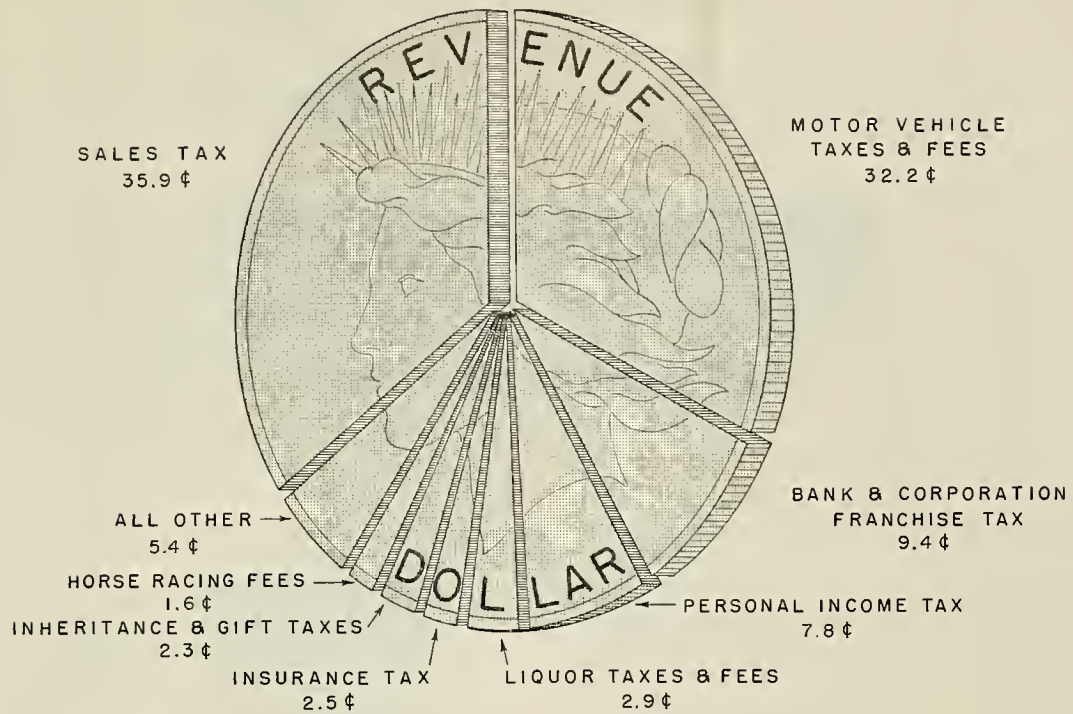 REVENUE
SALES TAX
35.9 ¢
MOTOR VEHICLE
TAXES & FEES
32.2 ¢
BANK & CORPORATION
FRANCHISE TAX
9.4 ¢
ALL OTHER
5.4 ¢
HORSE RACING FEES
1.6 ¢
INHERITANCE & GIFT TAXES
2.3 ¢
INSURANCE TAX
2.5 ¢
LIQUOR TAXES & FEES
2.9 ¢
PERSONAL INCOME TAX
7.8 ¢
DOLLAR